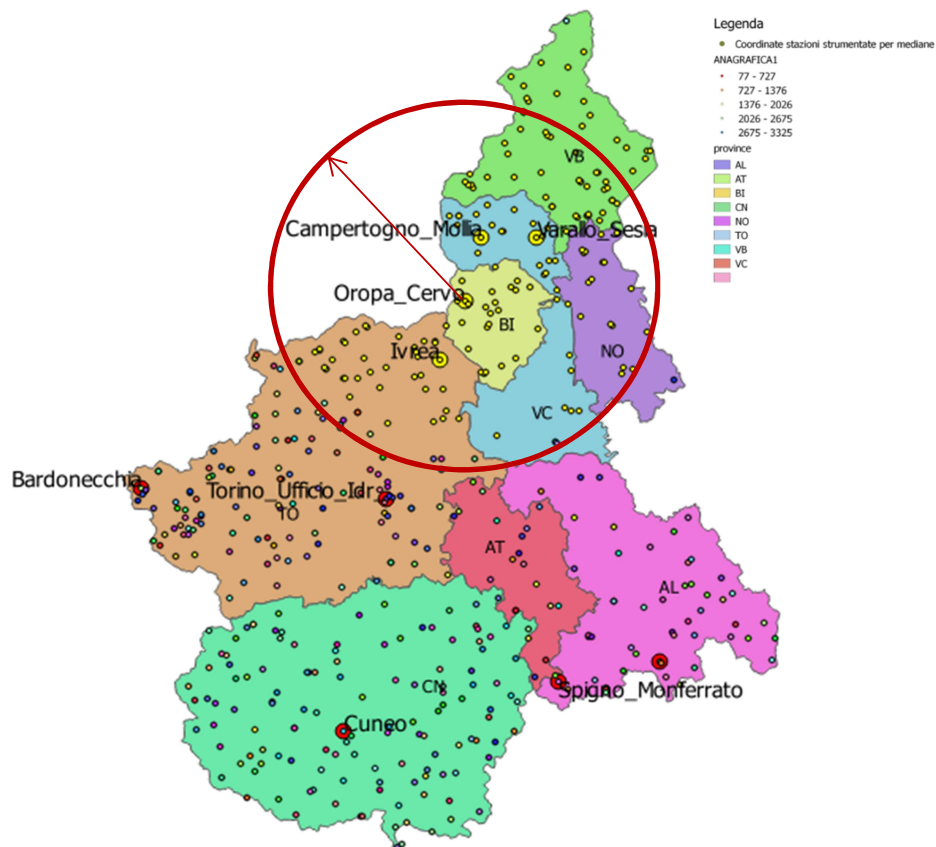 Legenda
Coordinate stazioni strumentate per mediane
ANAGRAFICA1
77 - 727
727 - 1376
1376 - 2026
2026 - 2675
2675 - 3325
province
AL
AT
BI
CN
NO
TO
VB
VC
VB
Campertogno_Mollia
Varallo_Sesia
Oropa_Cervo
BI
Ivrea
NO
VC
Bardonecchia
Torino_Ufficio_Idr_
TO
AT
AL
CN
Spigno_Monferrato
Cuneo